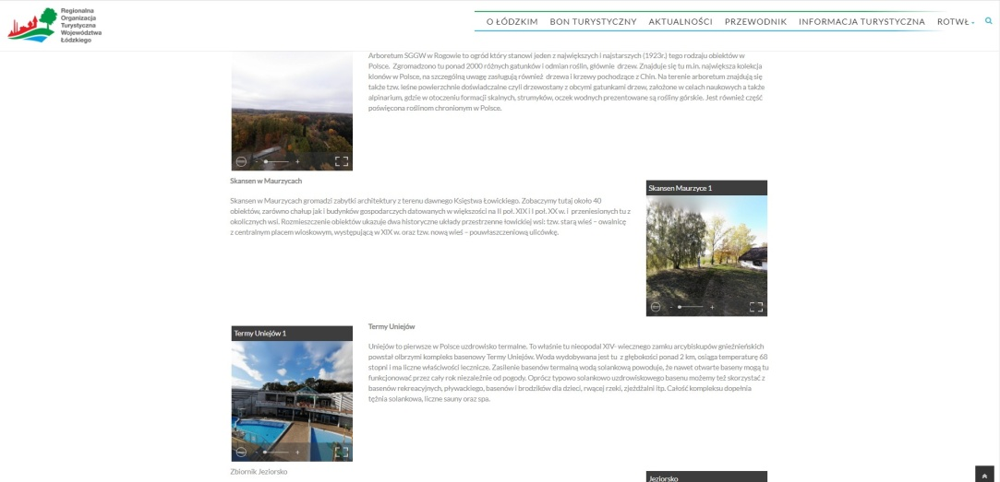 Regionalna
Organizacja
Turystyczna
Województwa
Łódzkiego
O ŁÓDZKIM BON TURYSTYCZNY AKTUALNOŚCI PRZEWODNIK INFORMACJA TURYSTYCZNA ROTWŁ
Arboretum SGGW w Rogowie to ogród który stanowi jeden z największych i najstarszych (1923r.) tego rodzaju obiektów w
Polsce. Zgromadzono tu ponad 2000 różnych gatunków i odmian roślin, głównie drzew. Znajduje się tu m.in. największa kolekcja
klonów w Polsce, na szczególną uwagę zasługują również drzewa i krzewy pochodzące z Chin. Na terenie arboretum znajdują się
także tzw. leśne powierzchnie doświadczalne czyli drzewostany z obcymi gatunkami drzew, założone w celach naukowych a także
alpinarium, gdzie w otoczeniu formacji skalnych, strumyków, oczek wodnych prezentowane są rośliny górskie. Jest również część
poświęcona roślinom chronionym w Polsce.
Skansen w Maurzycach
Skansen w Maurzycach gromadzi zabytki architektury z terenu dawnego Księstwa Łowickiego. Zobaczymy tutaj około 40
obiektów, zarówno chałup jak i budynków gospodarczych datowanych w większości na II poł. XIX i I poł. XX w. i przeniesionych tu z
okolicznych wsi. Rozmieszczenie obiektów ukazuje dwa historyczne układy przestrzenne łowickiej wsi: tzw. starą wieś – owalnicę
z centralnym placem wioskowym, występującą w XIX w. oraz tzw. nową wieś – pouwłaszczeniową ulicówkę.
Skansen Maurzyce 1
Termy Uniejów 1
Termy Uniejów
Uniejów to pierwsze w Polsce uzdrowisko termalne. To właśnie tu nieopodal XIV- wiecznego zamku arcybiskupów gnieźnieńskich
powstał olbrzymi kompleks basenowy Termy Uniejów. Woda wydobywana jest tu z głębokości ponad 2 km, osiąga temperaturę 68
stopni i ma liczne właściwości lecznicze. Zasilenie basenów termalną wodą solankową powoduje, że nawet otwarte baseny mogą tu
funkcjonować przez cały rok niezależnie od pogody. Oprócz typowo solankowo uzdrowiskowego basenu możemy też skorzystać z
basenów rekreacyjnych, pływackiego, basenów i brodzików dla dzieci, rwącej rzeki, zjeżdżalni itp. Całość kompleksu dopełnia
tężnia solankowa, liczne sauny oraz spa.
Zbiornik Jeziorsko
Jeziorsko